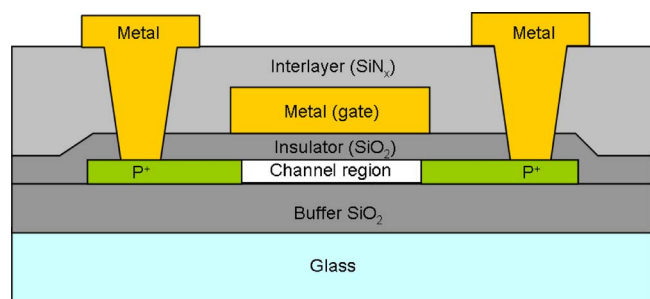 Metal
Metal
Interlayer (SiNₓ)
Metal (gate)
Insulator (SiO₂)
P⁺
Channel region
P⁺
Buffer SiO₂
Glass